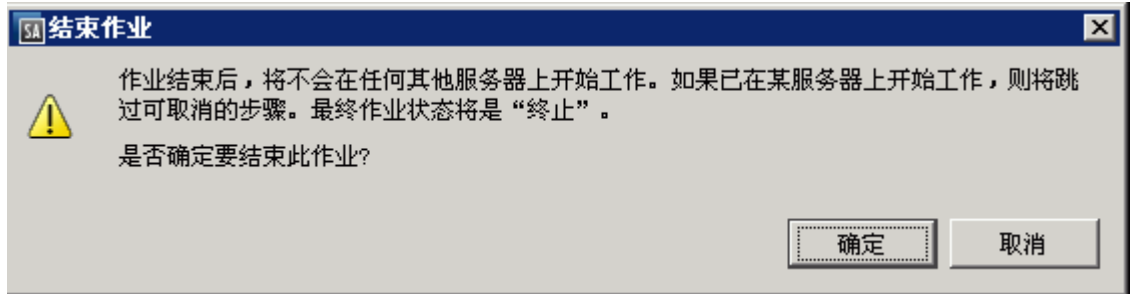 SA 结束作业
作业结束后，将不会在任何其他服务器上开始工作。如果已在某服务器上开始工作，则将跳
过可取消的步骤。最终作业状态将是“终止”。
是否确定要结束此作业?
确定 取消